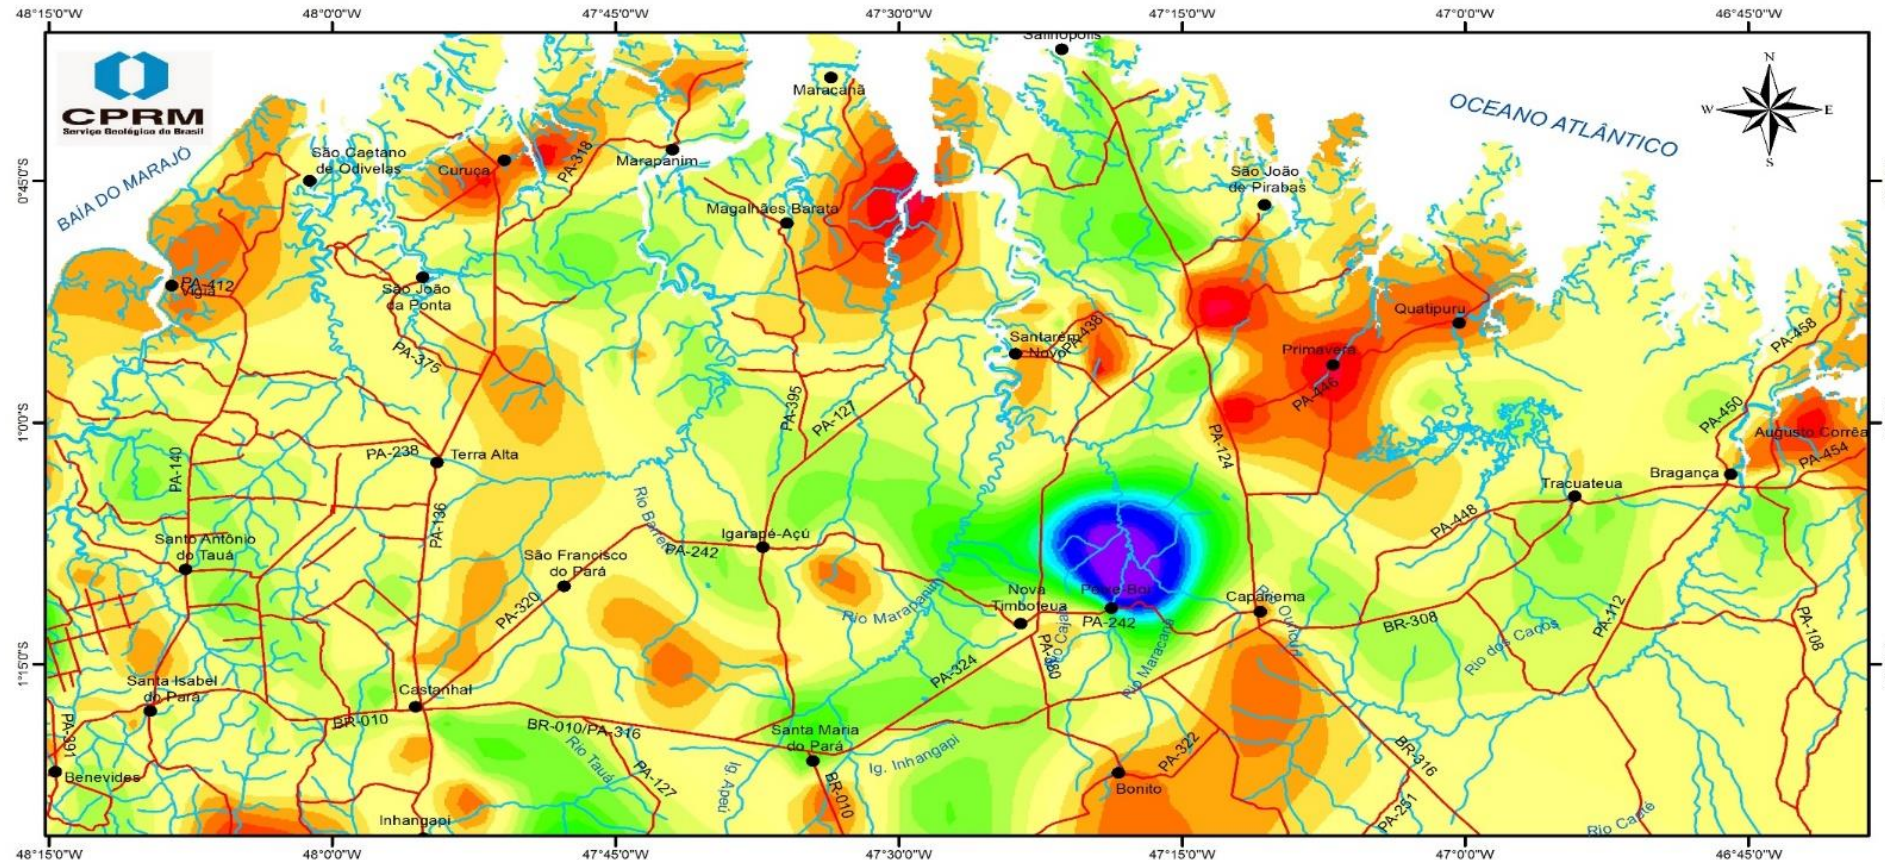 48°15'0"W
48°0'0"W
47°45'0"W
47°30'0"W
47°15'0"W
47°0'0"W
46°45'0"W
CPRM
Serviço Geológico do Brasil
Salinópolis
Maracanã
OCEANO ATLÂNTICO
N
W
E
S
BAÍA DO MARAJÓ
São Caetano
de Odivelas
Curuça
PA-318
Marapanim
São João
de Pirabas
0°45'0"S
Magalhães Barata
PA-412
Vigia
São João
da Ponta
Quatipuru
PA-458
Santarém
Novo
PA-438
Primavera
PA-375
PA-446
PA-395
PA-127
PA-450
1°0'0"S
PA-124
Augusto Corrêa
PA-238
Terra Alta
PA-140
PA-454
Bragança
Tracuateua
PA-136
PA-448
Igarapé-Açú
Santo Antônio
do Tauá
São Francisco
do Pará
PA-242
PA-320
Nova
Timboteua
Peixe-Boi
PA-242
Capanema
Rio Ouricuri
Rio Marapanim
BR-308
PA-112
PA-108
Rio dos Caqos
PA-380
Rio Maracanã
PA-324
1°15'0"S
Santa Isabel
do Pará
Castanhal
PA-391
BR-010
BR-010/PA-316
Santa Maria
do Pará
Rio Tauá
PA-127
Ig. Apeú
Ig. Inhangapi
PA-322
BR-316
BR-010
Benevides
Bonito
PA-251
Inhangapi
Rio Caeté
48°15'0"W
48°0'0"W
47°45'0"W
47°30'0"W
47°15'0"W
47°0'0"W
46°45'0"W